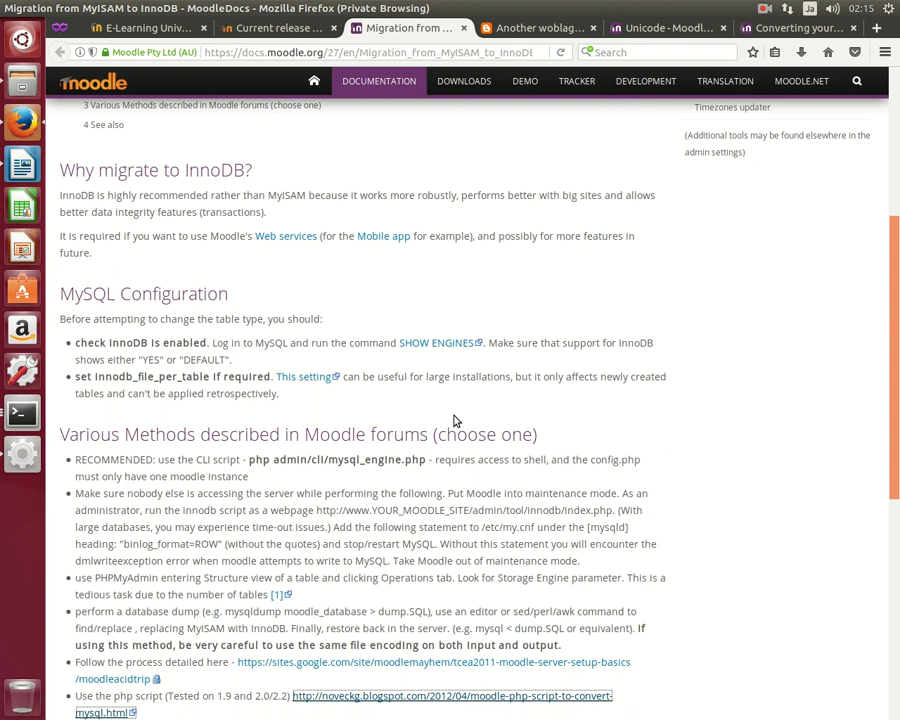 Migration from MyISAM to InnoDB - MoodleDocs - Mozilla Firefox (Private Browsing)
Ja
02:15
E-Learning Univ...
Current release ...
Migration from ...
Another woblag...
Unicode - Moodl...
Converting your...
Moodle Pty Ltd (AU)
https://docs.moodle.org/27/en/Migration_from_MyISAM_to_InnoDB
Search
moodle
DOCUMENTATION
DOWNLOADS
DEMO
TRACKER
DEVELOPMENT
TRANSLATION
MOODLE.NET
3 Various Methods described in Moodle forums (choose one)
4 See also
Timezones updater
(Additional tools may be found elsewhere in the
admin settings)
Why migrate to InnoDB?
InnoDB is highly recommended rather than MyISAM because it works more robustly, performs better with big sites and allows
better data integrity features (transactions).
It is required if you want to use Moodle's Web services (for the Mobile app for example), and possibly for more features in
future.
MySQL Configuration
Before attempting to change the table type, you should:
check InnoDB is enabled. Log in to MySQL and run the command SHOW ENGINES. Make sure that support for InnoDB
shows either "YES" or "DEFAULT".
set innodb_file_per_table if required. This setting can be useful for large installations, but it only affects newly created
tables and can't be applied retrospectively.
Various Methods described in Moodle forums (choose one)
RECOMMENDED: use the CLI script - php admin/cli/mysql_engine.php - requires access to shell, and the config.php
must only have one moodle instance
Make sure nobody else is accessing the server while performing the following. Put Moodle into maintenance mode. As an
administrator, run the innodb script as a webpage http://www.YOUR_MOODLE_SITE/admin/tool/innodb/index.php. (With
large databases, you may experience time-out issues.) Add the following statement to /etc/my.cnf under the [mysqld]
heading: "binlog_format=ROW" (without the quotes) and stop/restart MySQL. Without this statement you will encounter the
dmlwriteexception error when moodle attempts to write to MySQL. Take Moodle out of maintenance mode.
use PHPMyAdmin entering Structure view of a table and clicking Operations tab. Look for Storage Engine parameter. This is a
tedious task due to the number of tables [1]
perform a database dump (e.g. mysqldump moodle_database > dump.SQL), use an editor or sed/perl/awk command to
find/replace , replacing MyISAM with InnoDB. Finally, restore back in the server. (e.g. mysql < dump.SQL or equivalent). If
using this method, be very careful to use the same file encoding on both input and output.
Follow the process detailed here - https://sites.google.com/site/moodlemayhem/tcea2011-moodle-server-setup-basics
/moodleacidtrip
Use the php script (Tested on 1.9 and 2.0/2.2) http://noveckg.blogspot.com/2012/04/moodle-php-script-to-convert-
mysql.html